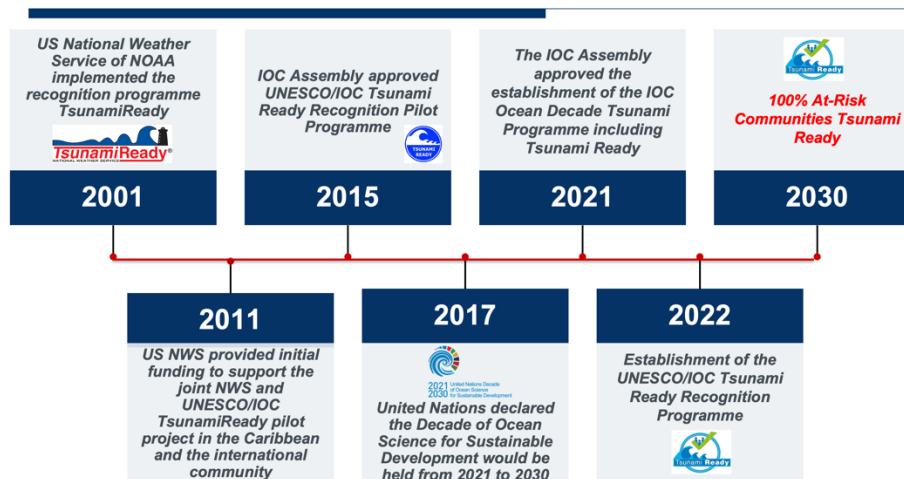 US National Weather
Service of NOAA
implemented the
recognition programme
TsunamiReady
TsunamiReady®
NATIONAL WEATHER SERVICE
2001
IOC Assembly approved
UNESCO/IOC Tsunami
Ready Recognition Pilot
Programme
TSUNAMI
READY
2015
The IOC Assembly
approved the
establishment of the IOC
Ocean Decade Tsunami
Programme including
Tsunami Ready
2021
Tsunami Ready
100% At-Risk
Communities Tsunami
Ready
2030
2011
US NWS provided initial
funding to support the
joint NWS and
UNESCO/IOC
TsunamiReady pilot
project in the Caribbean
and the international
community
2017
2021
2030
United Nations Decade
of Ocean Science
for Sustainable Development
United Nations declared
the Decade of Ocean
Science for Sustainable
Development would be
held from 2021 to 2030
2022
Establishment of the
UNESCO/IOC Tsunami
Ready Recognition
Programme
Tsunami Ready